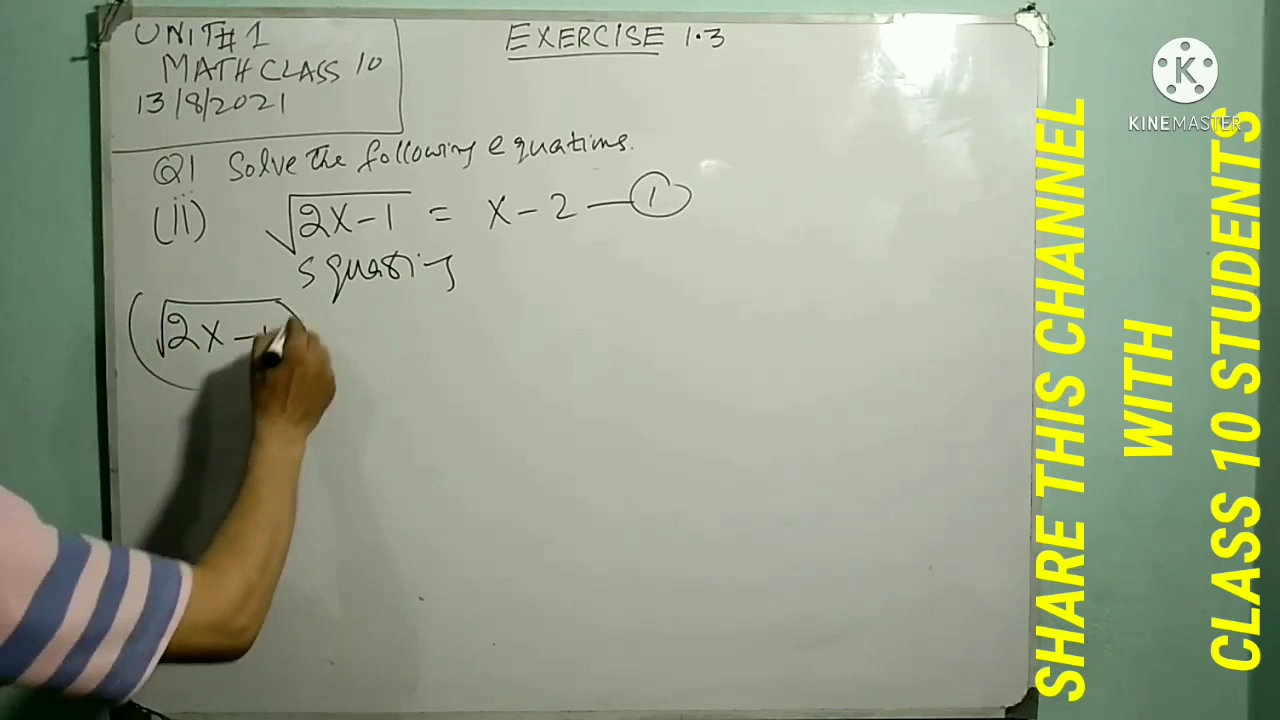 UNIT#1
MATH CLASS 10
13/8/2021
EXERCISE 1.3
Q1 Solve the following equations.
(ii) √2x-1 = x-2 — 1
squaring
(√2x-1
KINEMASTER
SHARE THIS CHANNEL
WITH
CLASS 10 STUDENTS